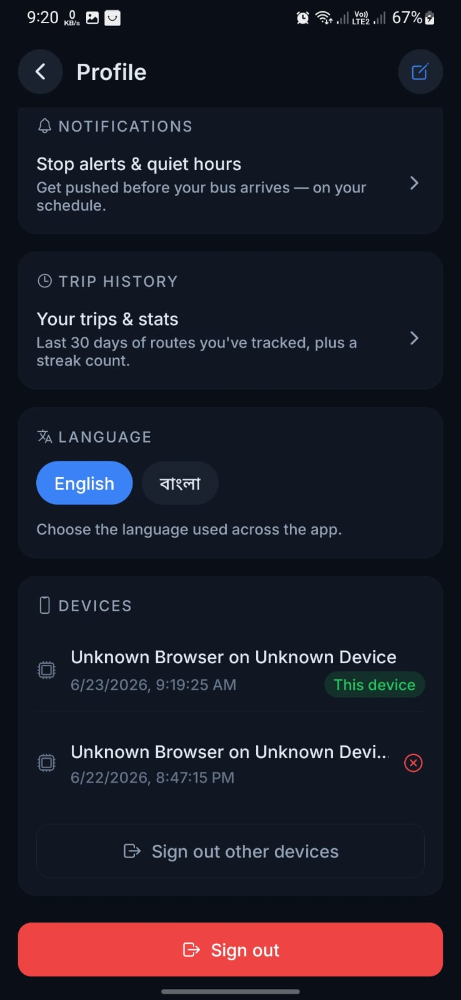 9:20 0 KB/s Vo)) LTE2 67%
Profile
NOTIFICATIONS
Stop alerts & quiet hours
Get pushed before your bus arrives — on your
schedule.
TRIP HISTORY
Your trips & stats
Last 30 days of routes you've tracked, plus a
streak count.
LANGUAGE
English বাংলা
Choose the language used across the app.
DEVICES
Unknown Browser on Unknown Device
6/23/2026, 9:19:25 AM This device
Unknown Browser on Unknown Devi...
6/22/2026, 8:47:15 PM
Sign out other devices
Sign out